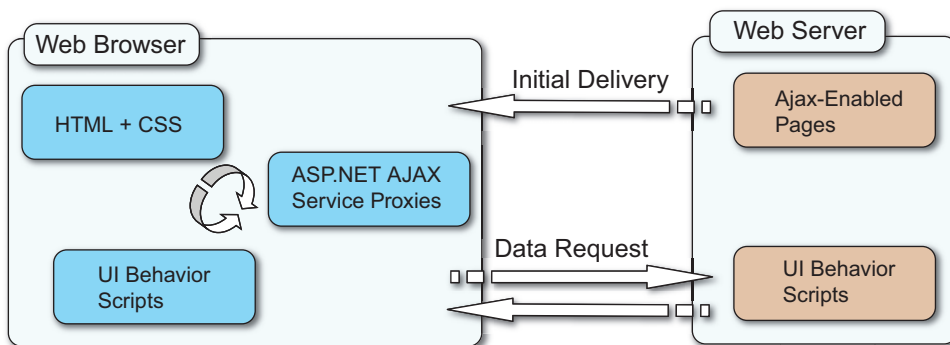 Web Browser
Web Server
Initial Delivery
HTML + CSS
Ajax-Enabled
Pages
ASP.NET AJAX
Service Proxies
Data Request
UI Behavior
Scripts
UI Behavior
Scripts